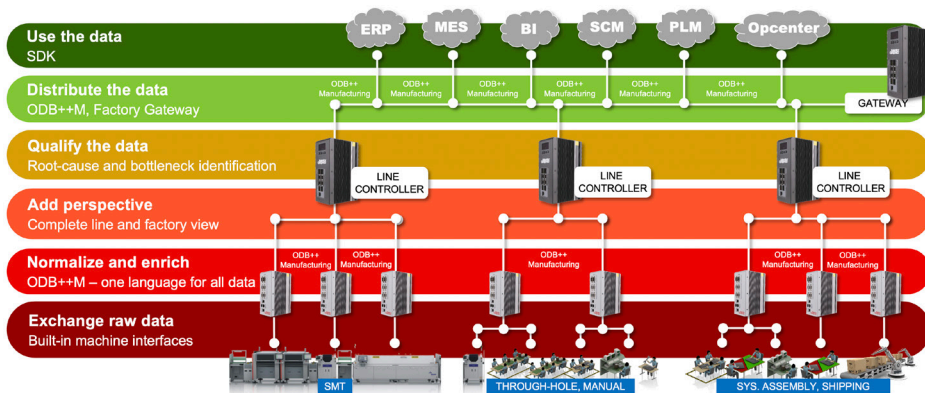 Use the data
SDK
ERP
MES
BI
SCM
PLM
Opcenter
Distribute the data
ODB++M, Factory Gateway
ODB++
Manufacturing
ODB++
Manufacturing
ODB++
Manufacturing
ODB++
Manufacturing
ODB++
Manufacturing
ODB++
Manufacturing
GATEWAY
Qualify the data
Root-cause and bottleneck identification
LINE
CONTROLLER
LINE
CONTROLLER
LINE
CONTROLLER
Add perspective
Complete line and factory view
Normalize and enrich
ODB++M – one language for all data
ODB++
Manufacturing
ODB++
Manufacturing
ODB++
Manufacturing
ODB++
Manufacturing
ODB++
Manufacturing
Exchange raw data
Built-in machine interfaces
SMT
THROUGH-HOLE, MANUAL
SYS. ASSEMBLY, SHIPPING